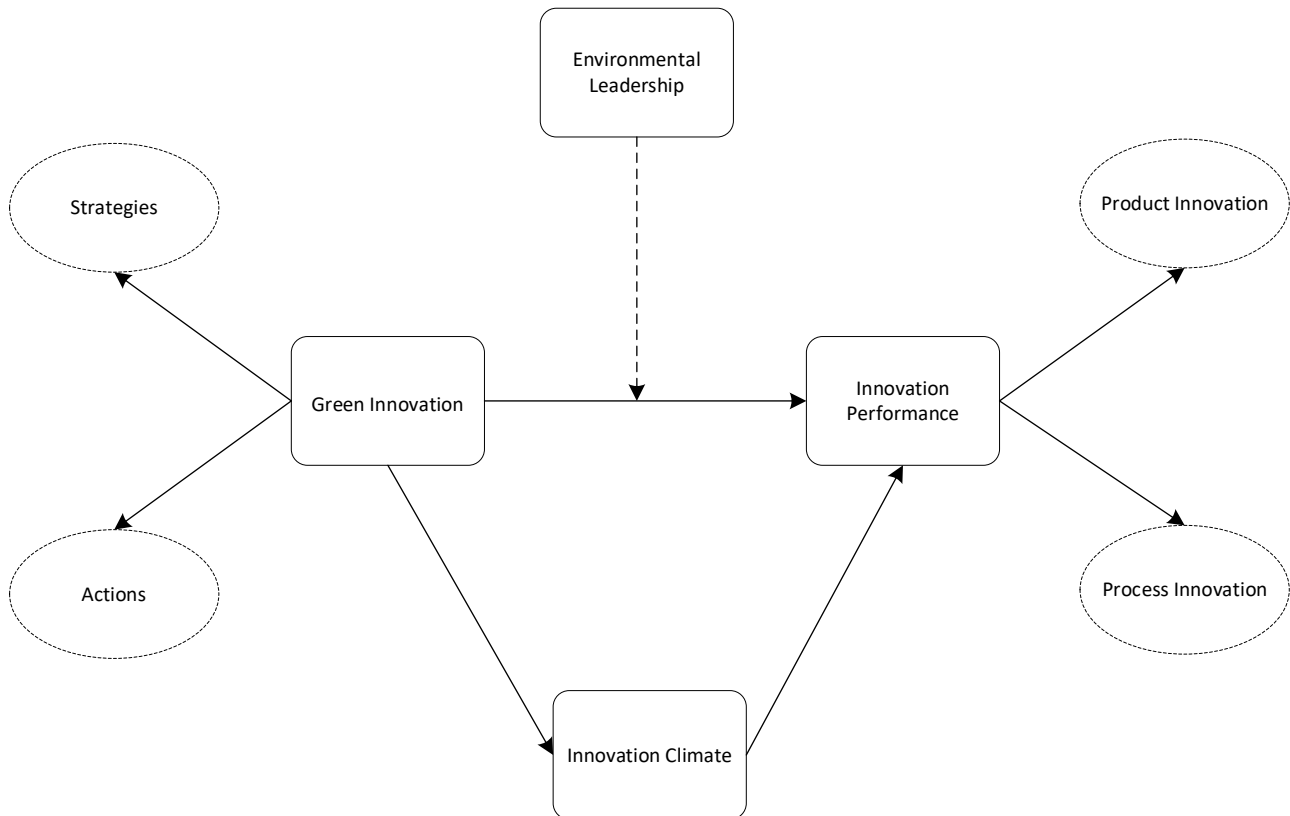 Environmental
Leadership
Strategies
Product Innovation
Green Innovation
Innovation
Performance
Actions
Process Innovation
Innovation Climate